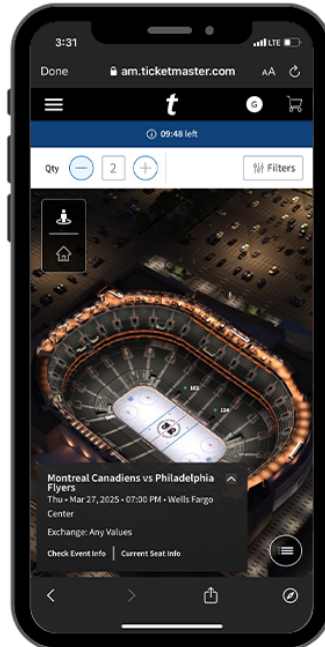 3:31
LTE
Done am.ticketmaster.com AA
t G
09:48 left
Qty 2 Filters
102
Montreal Canadiens vs Philadelphia
Flyers
Thu • Mar 27, 2025 • 07:00 PM • Wells Fargo
Center
Exchange: Any Values
Check Event Info | Current Seat Info